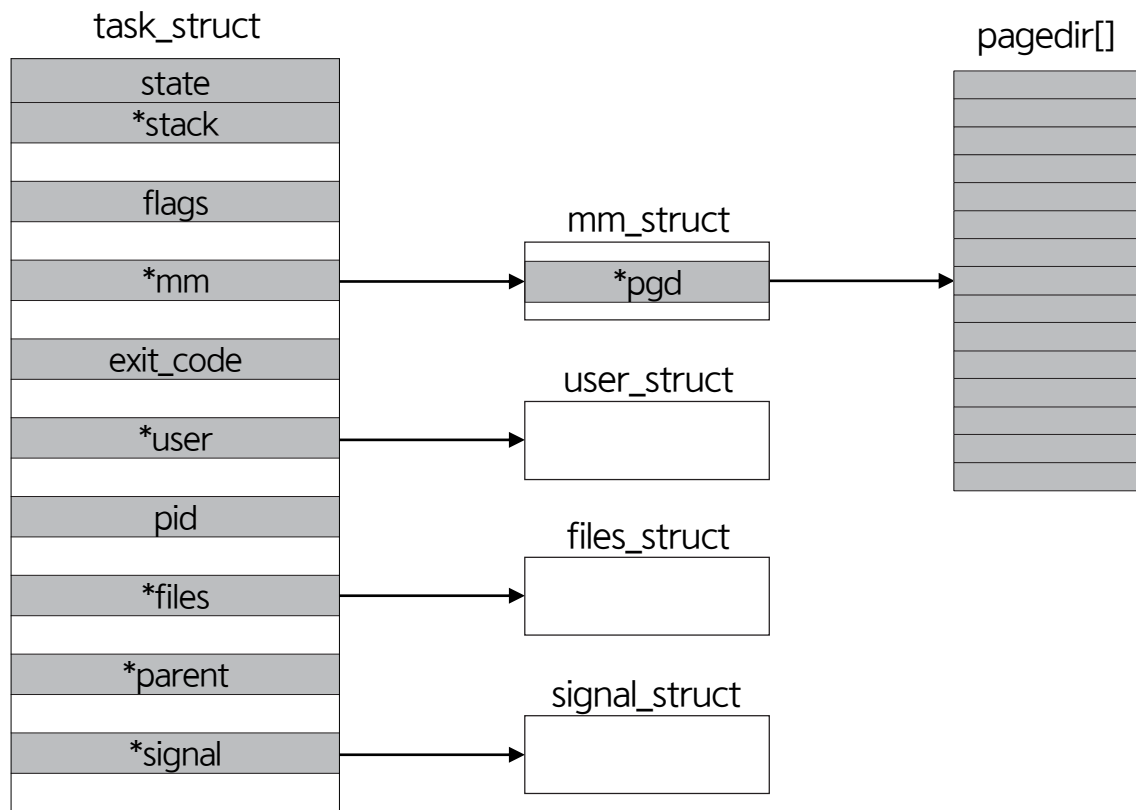 task_struct
state
*stack
flags
*mm
exit_code
*user
pid
*files
*parent
*signal
mm_struct
*pgd
user_struct
files_struct
signal_struct
pagedir[]